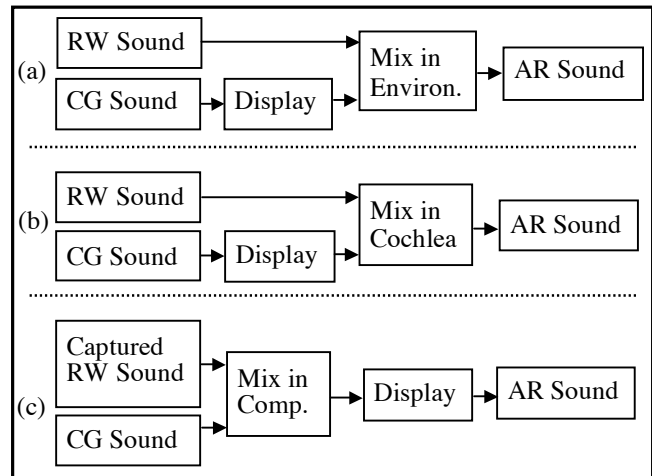 (a)
RW Sound
CG Sound
Display
Mix in
Environ.
AR Sound
(b)
RW Sound
CG Sound
Display
Mix in
Cochlea
AR Sound
(c)
Captured
RW Sound
CG Sound
Mix in
Comp.
Display
AR Sound